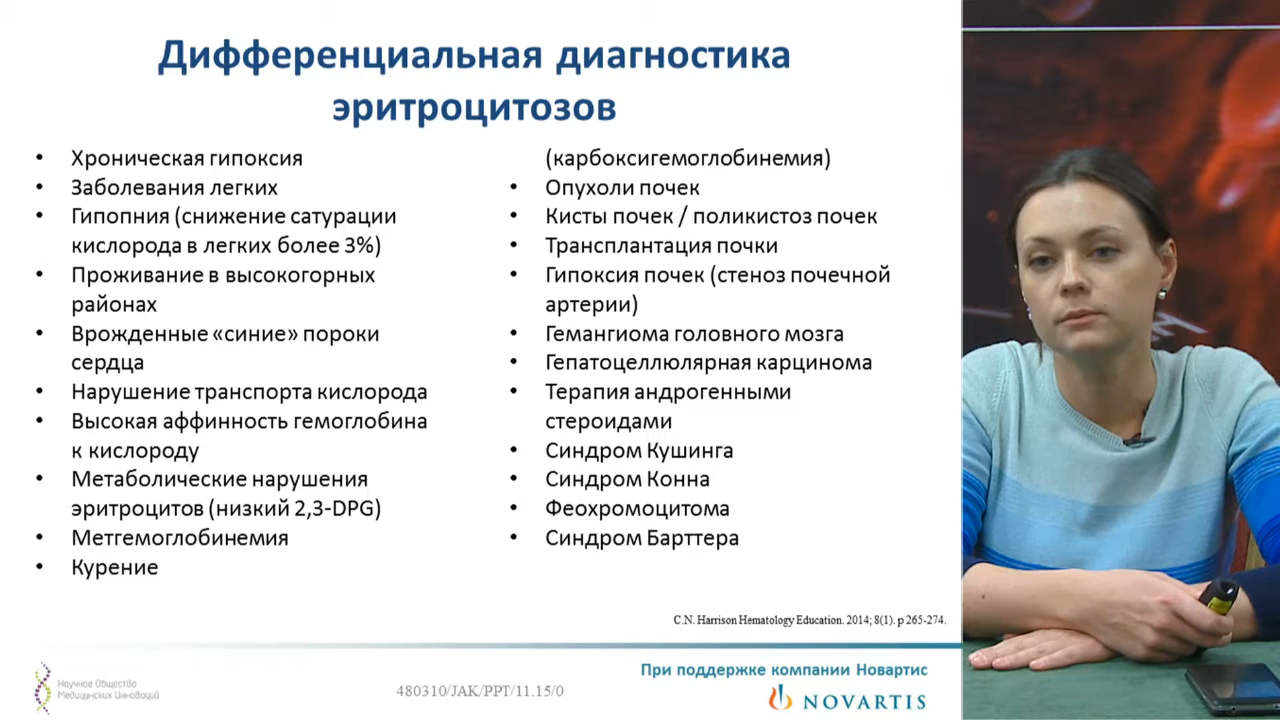 Дифференциальная диагностика
эритроцитозов
• Хроническая гипоксия
• Заболевания легких
• Гипопния (снижение сатурации
кислорода в легких более 3%)
• Проживание в высокогорных
районах
• Врожденные «синие» пороки
сердца
• Нарушение транспорта кислорода
• Высокая аффинность гемоглобина
к кислороду
• Метаболические нарушения
эритроцитов (низкий 2,3-DPG)
• Метгемоглобинемия
• Курение
(карбоксигемоглобинемия)
• Опухоли почек
• Кисты почек / поликистоз почек
• Трансплантация почки
• Гипоксия почек (стеноз почечной
артерии)
• Гемангиома головного мозга
• Гепатоцеллюлярная карцинома
• Терапия андрогенными
стероидами
• Синдром Кушинга
• Синдром Конна
• Феохромоцитома
• Синдром Барттера
C.N. Harrison Hematology Education. 2014; 8(1). p 265-274.
Научное Общество
Медицинских Инноваций
480310/JAK/PPT/11.15/0
При поддержке компании Новартис
NOVARTIS